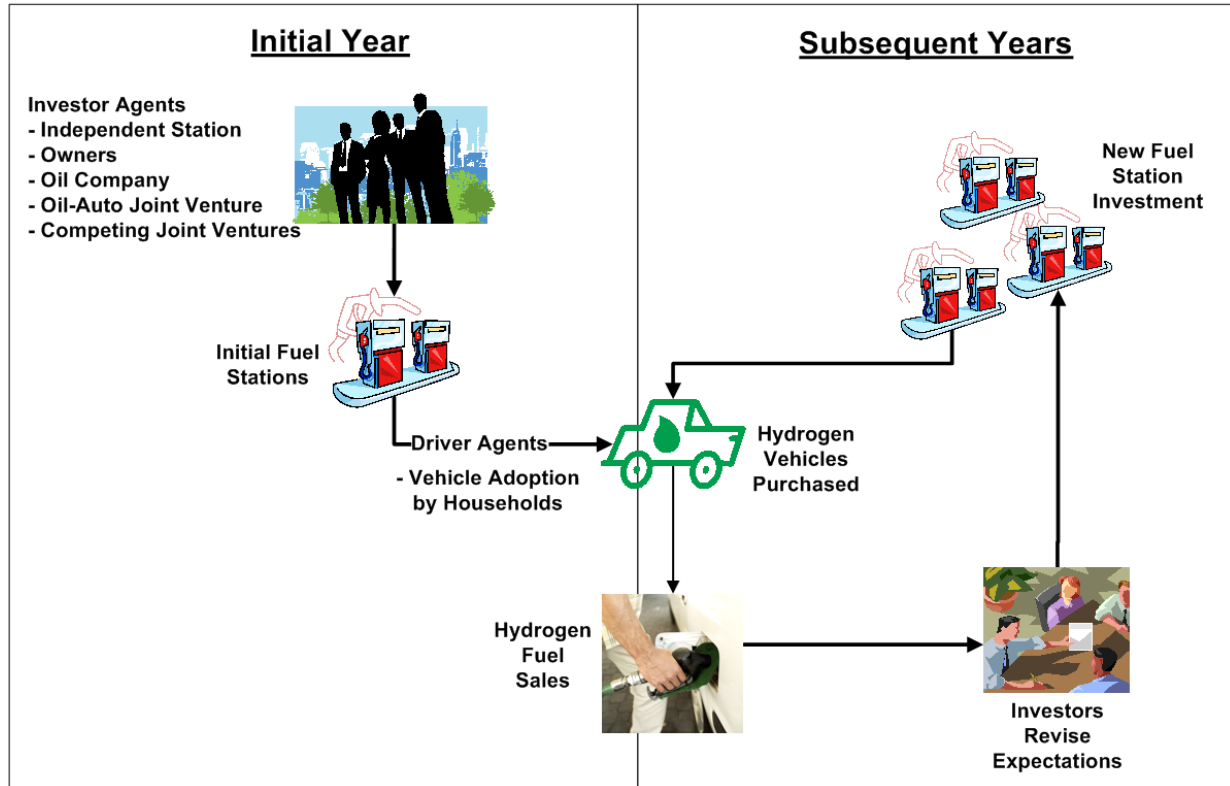 Initial Year
Investor Agents
- Independent Station
- Owners
- Oil Company
- Oil-Auto Joint Venture
- Competing Joint Ventures
Initial Fuel
Stations
Driver Agents
- Vehicle Adoption
by Households
Subsequent Years
New Fuel
Station
Investment
Hydrogen
Vehicles
Purchased
Hydrogen
Fuel
Sales
Investors
Revise
Expectations